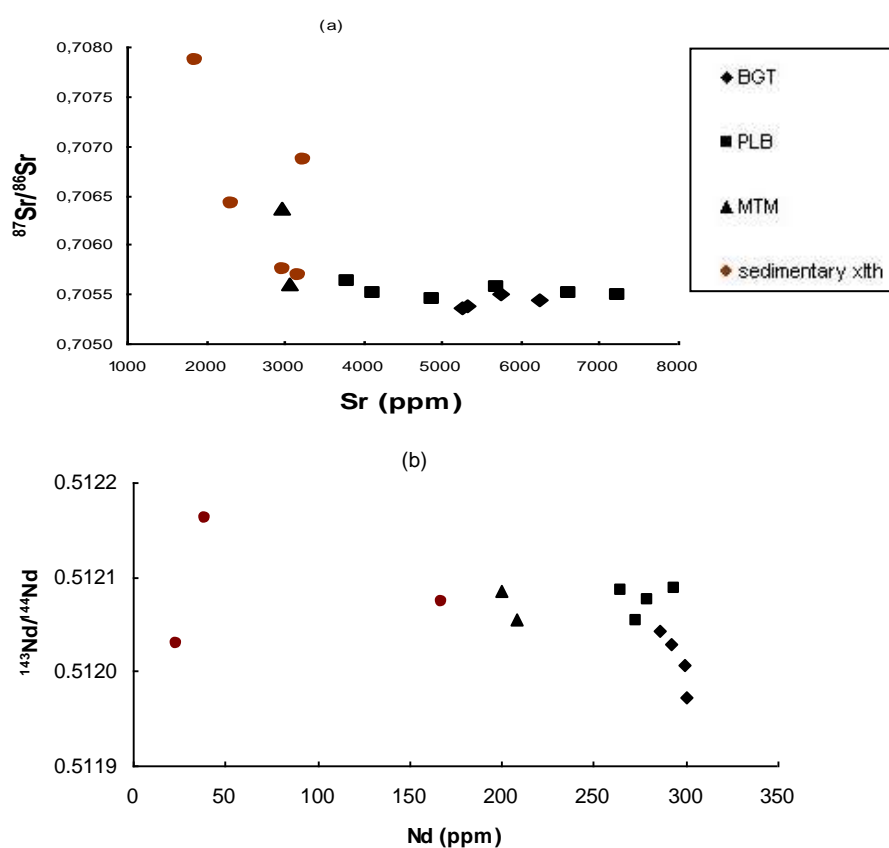 (a)
0,7080
0,7075
0,7070
0,7065
0,7060
0,7055
0,7050
87Sr/86Sr
1000 2000 3000 4000 5000 6000 7000 8000
Sr (ppm)
BGT
PLB
MTM
sedimentary xlth
(b)
0.5122
0.5121
0.5120
0.5119
143Nd/144Nd
0 50 100 150 200 250 300 350
Nd (ppm)